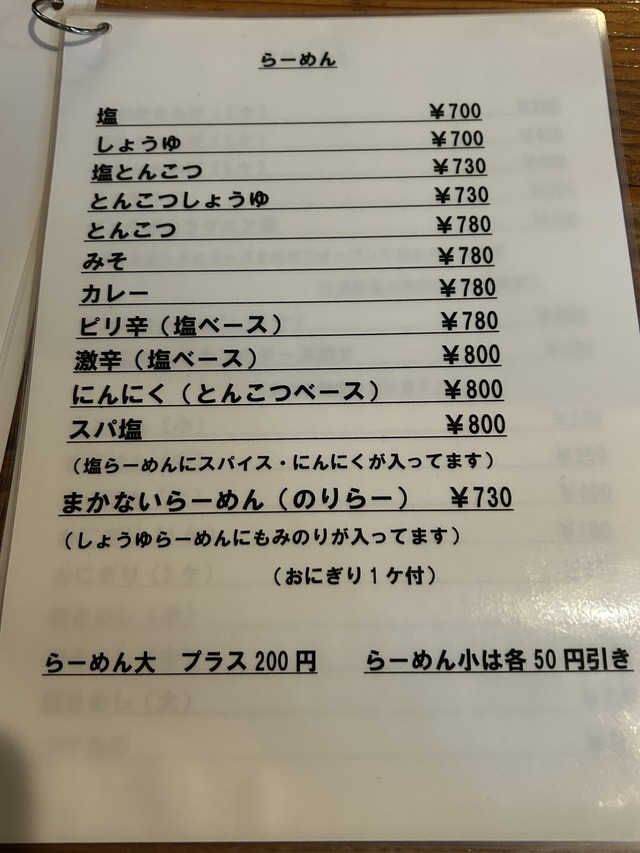 らーめん
塩 ￥700
しょうゆ ￥700
塩とんこつ ￥730
とんこつしょうゆ ￥730
とんこつ ￥780
みそ ￥780
カレー ￥780
ピリ辛（塩ベース） ￥780
激辛（塩ベース） ￥800
にんにく（とんこつベース） ￥800
スパ塩 ￥800
（塩らーめんにスパイス・にんにくが入ってます）
まかないらーめん（のりらー） ￥730
（しょうゆらーめんにもみのりが入ってます）
（おにぎり1ケ付）
らーめん大 プラス200円 らーめん小は各50円引き